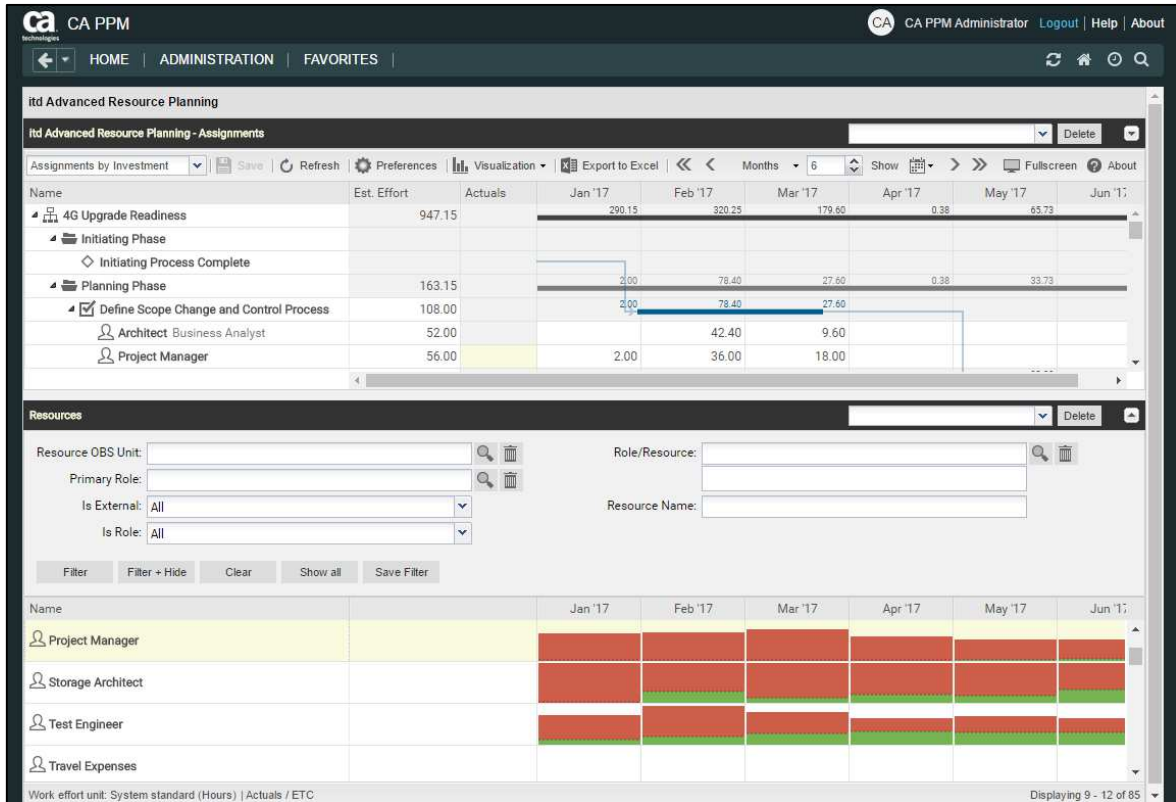 ca technologies CA PPM CA CA PPM Administrator Logout | Help | About
HOME | ADMINISTRATION | FAVORITES |
itd Advanced Resource Planning
itd Advanced Resource Planning - Assignments Delete
Assignments by Investment Save Refresh Preferences Visualization Export to Excel Months 6 Show Fullscreen About
Name Est. Effort Actuals Jan '17 Feb '17 Mar '17 Apr '17 May '17 Jun '17
4G Upgrade Readiness 947.15 290.15 320.25 179.60 0.38 65.73
Initiating Phase
Initiating Process Complete
Planning Phase 163.15 2.00 78.40 27.60 0.38 33.73
Define Scope Change and Control Process 108.00 2.00 78.40 27.60
Architect Business Analyst 52.00 42.40 9.60
Project Manager 56.00 2.00 36.00 18.00
Resources Delete
Resource OBS Unit: Role/Resource:
Primary Role:
Is External: All Resource Name:
Is Role: All
Filter Filter + Hide Clear Show all Save Filter
Name Jan '17 Feb '17 Mar '17 Apr '17 May '17 Jun '17
Project Manager
Storage Architect
Test Engineer
Travel Expenses
Work effort unit: System standard (Hours) | Actuals / ETC Displaying 9 - 12 of 85